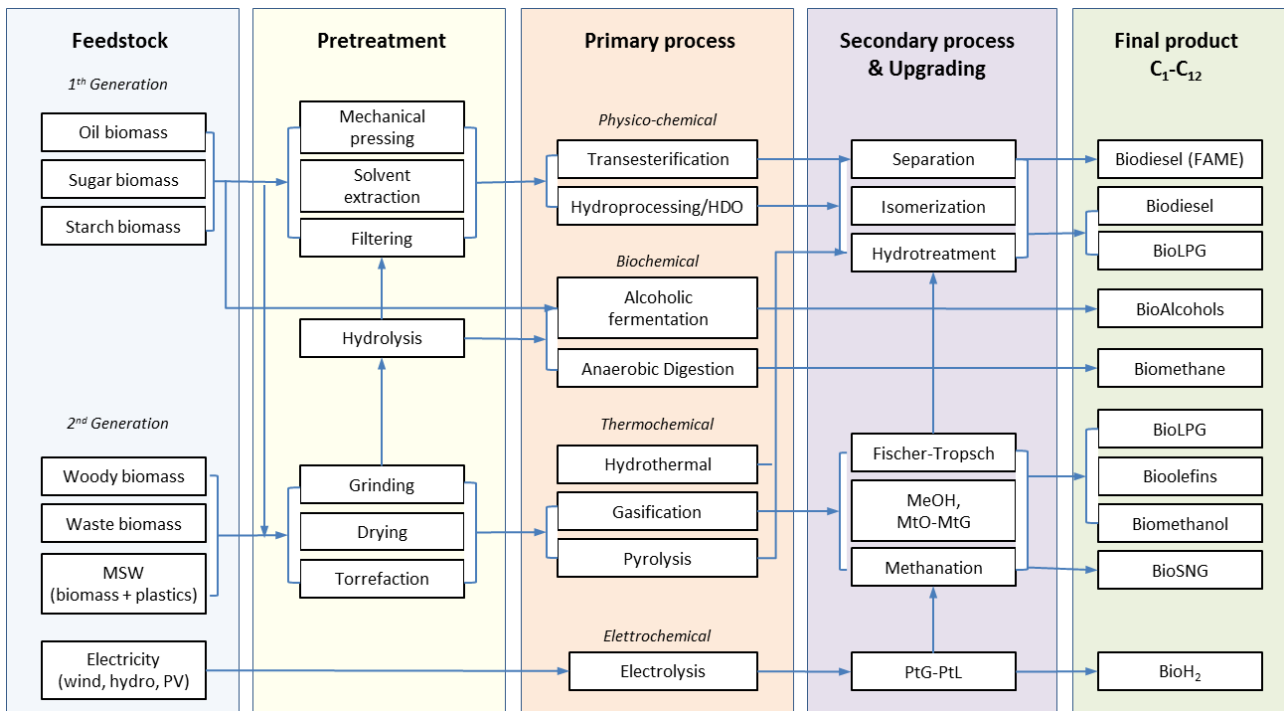 Feedstock
1th Generation
Oil biomass
Sugar biomass
Starch biomass
2nd Generation
Woody biomass
Waste biomass
MSW
(biomass + plastics)
Electricity
(wind, hydro, PV)
Pretreatment
Mechanical
pressing
Solvent
extraction
Filtering
Hydrolysis
Grinding
Drying
Torrefaction
Primary process
Physico-chemical
Transesterification
Hydroprocessing/HDO
Biochemical
Alcoholic
fermentation
Anaerobic Digestion
Thermochemical
Hydrothermal
Gasification
Pyrolysis
Elettrochemical
Electrolysis
Secondary process
& Upgrading
Separation
Isomerization
Hydrotreatment
Fischer-Tropsch
MeOH,
MtO-MtG
Methanation
PtG-PtL
Final product
C1-C12
Biodiesel (FAME)
Biodiesel
BioLPG
BioAlcohols
Biomethane
BioLPG
Bioolefins
Biomethanol
BioSNG
BioH2